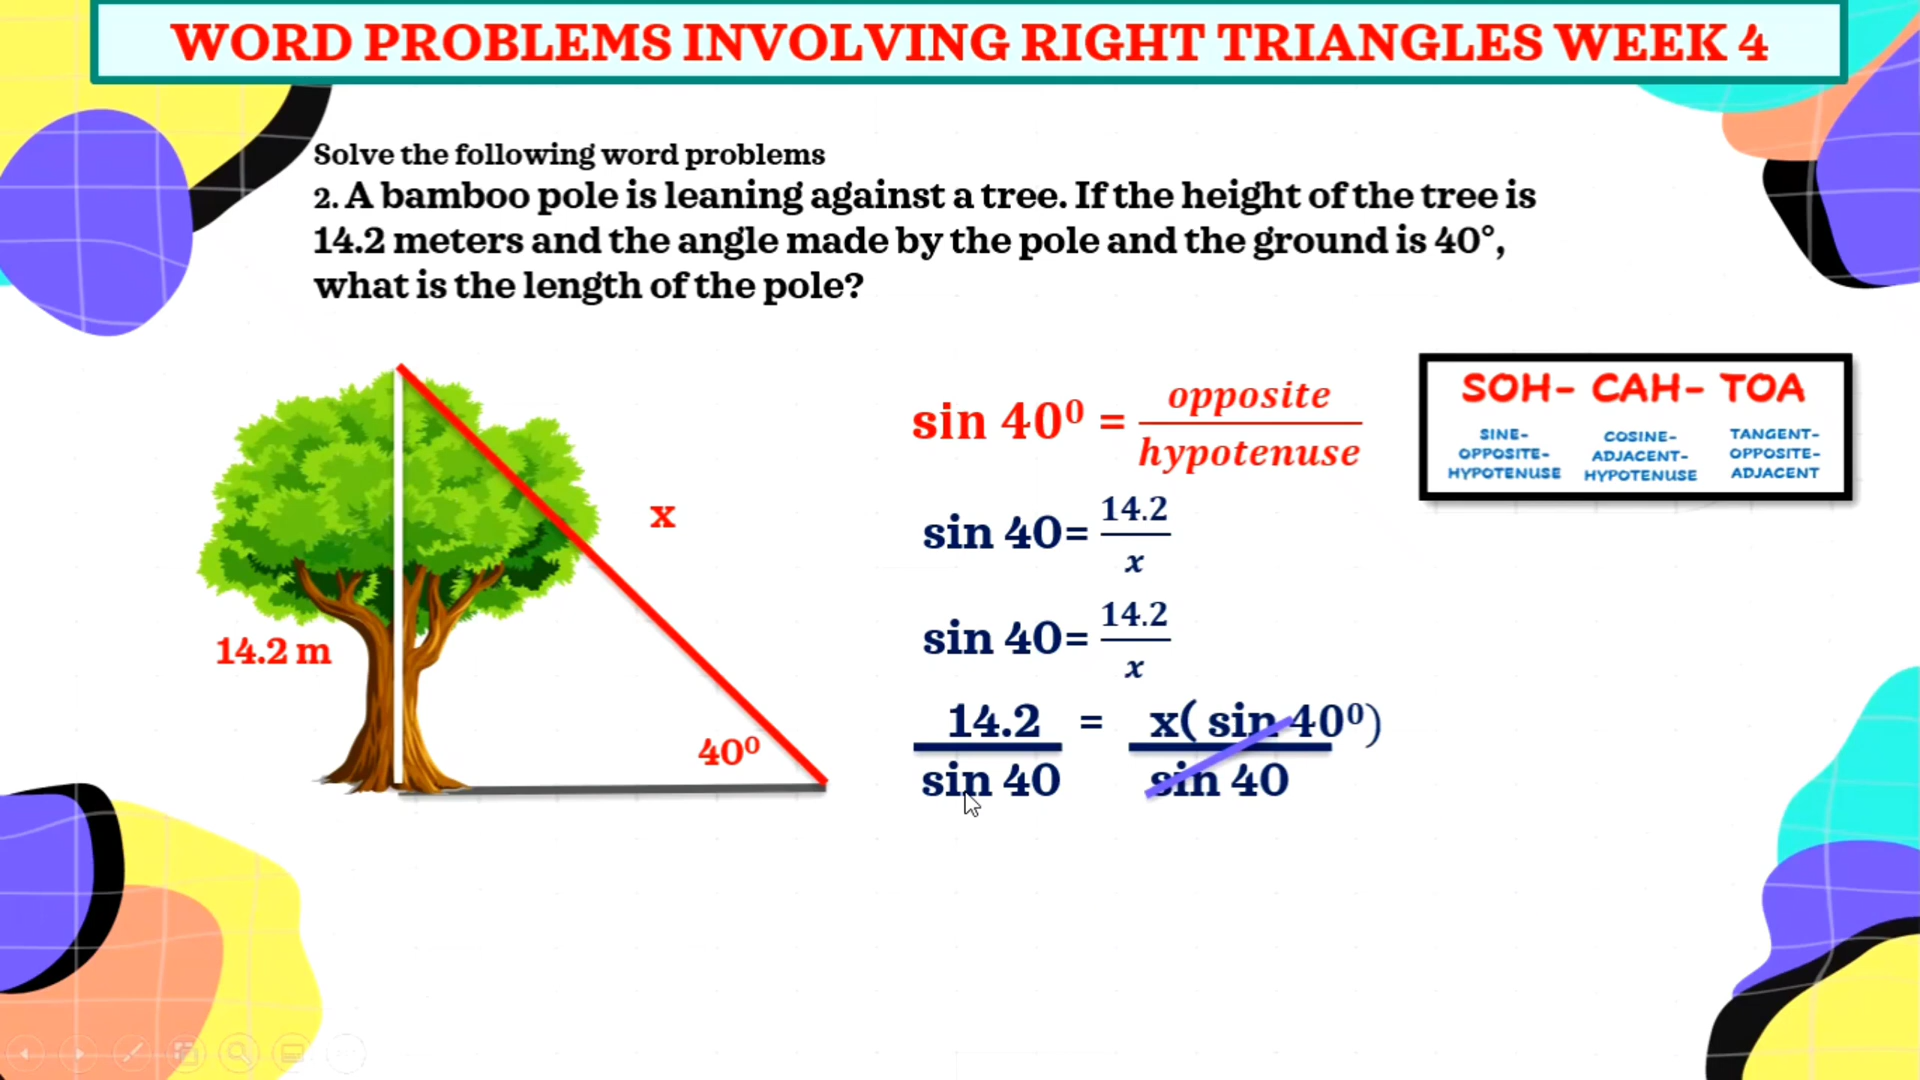 WORD PROBLEMS INVOLVING RIGHT TRIANGLES WEEK 4
Solve the following word problems
2. A bamboo pole is leaning against a tree. If the height of the tree is
14.2 meters and the angle made by the pole and the ground is 40°,
what is the length of the pole?
14.2 m
x
40⁰
sin 40⁰ = opposite
hypotenuse
sin 40= 14.2
x
sin 40= 14.2
x
14.2 = x( sin 40⁰)
sin 40 sin 40
SOH- CAH- TOA
SINE-
OPPOSITE-
HYPOTENUSE
COSINE-
ADJACENT-
HYPOTENUSE
TANGENT-
OPPOSITE-
ADJACENT